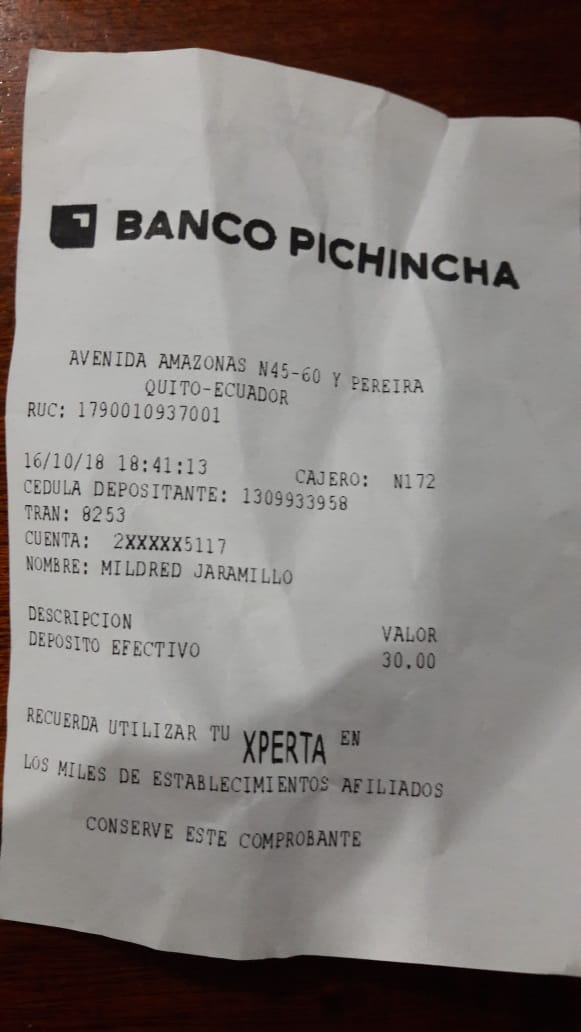 BANCO PICHINCHA
AVENIDA AMAZONAS N45-60 Y PEREIRA
QUITO-ECUADOR
RUC: 1790010937001
16/10/18 18:41:13 CAJERO: N172
CEDULA DEPOSITANTE: 1309933958
TRAN: 8253
CUENTA: 2XXXXX5117
NOMBRE: MILDRED JARAMILLO
DESCRIPCION VALOR
DEPOSITO EFECTIVO 30.00
RECUERDA UTILIZAR TU XPERTA EN
LOS MILES DE ESTABLECIMIENTOS AFILIADOS
CONSERVE ESTE COMPROBANTE